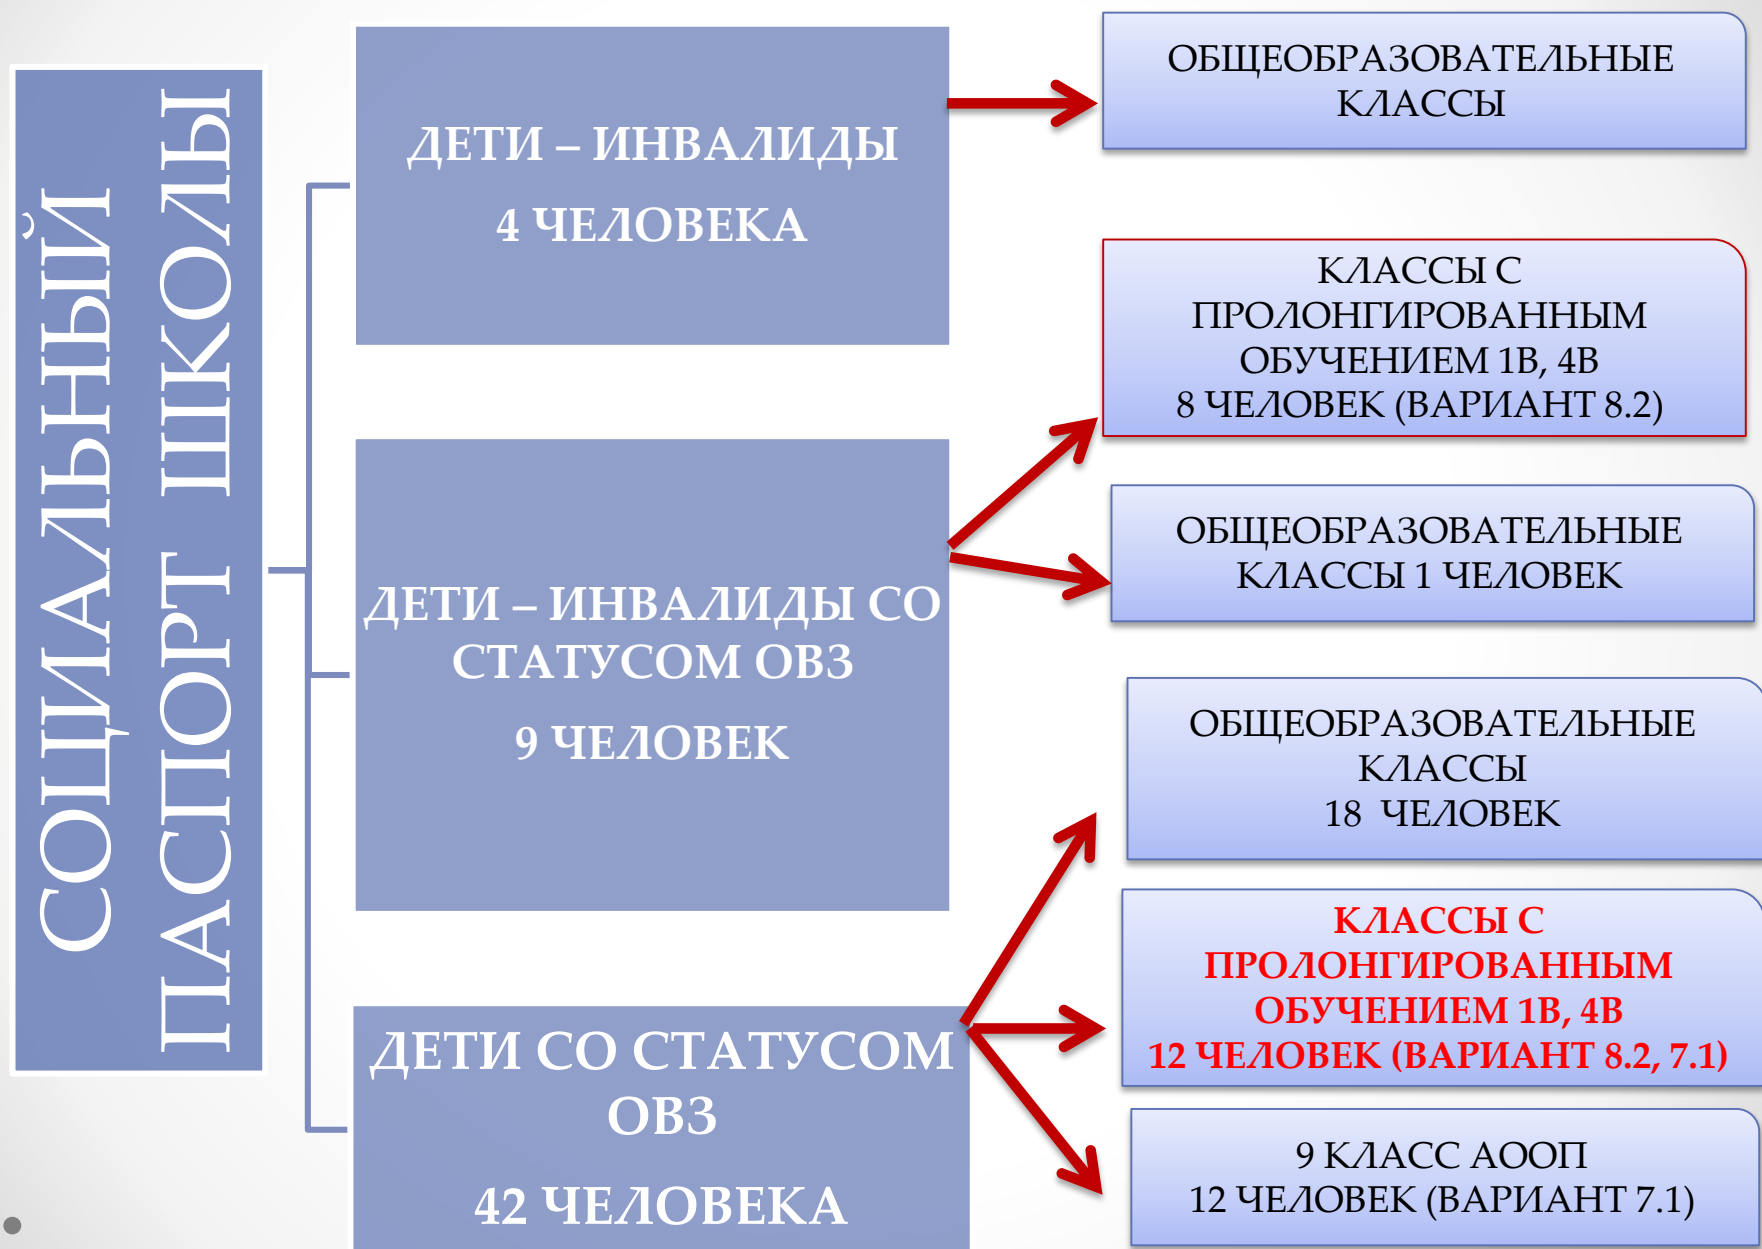 СОЦИАЛЬНЫЙ
ПАСПОРТ ШКОЛЫ
ДЕТИ – ИНВАЛИДЫ
4 ЧЕЛОВЕКА
ОБЩЕОБРАЗОВАТЕЛЬНЫЕ
КЛАССЫ
ДЕТИ – ИНВАЛИДЫ СО
СТАТУСОМ ОВЗ
9 ЧЕЛОВЕК
КЛАССЫ С
ПРОЛОНГИРОВАННЫМ
ОБУЧЕНИЕМ 1В, 4В
8 ЧЕЛОВЕК (ВАРИАНТ 8.2)
ОБЩЕОБРАЗОВАТЕЛЬНЫЕ
КЛАССЫ 1 ЧЕЛОВЕК
ДЕТИ СО СТАТУСОМ
ОВЗ
42 ЧЕЛОВЕКА
ОБЩЕОБРАЗОВАТЕЛЬНЫЕ
КЛАССЫ
18 ЧЕЛОВЕК
КЛАССЫ С
ПРОЛОНГИРОВАННЫМ
ОБУЧЕНИЕМ 1В, 4В
12 ЧЕЛОВЕК (ВАРИАНТ 8.2, 7.1)
9 КЛАСС АООП
12 ЧЕЛОВЕК (ВАРИАНТ 7.1)